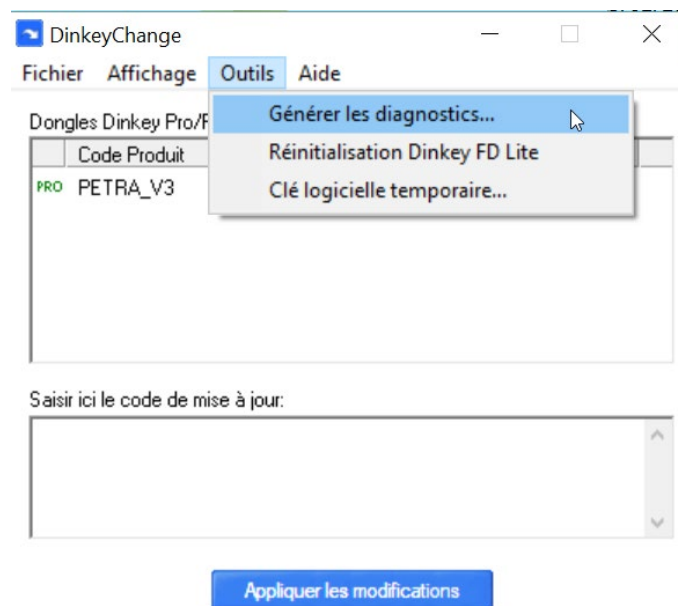 DinkeyChange
Fichier Affichage Outils Aide
Générer les diagnostics...
Réinitialisation Dinkey FD Lite
Clé logicielle temporaire...
Dongles Dinkey Pro/F
Code Produit
PRO PETRA_V3
Saisir ici le code de mise à jour:
Appliquer les modifications